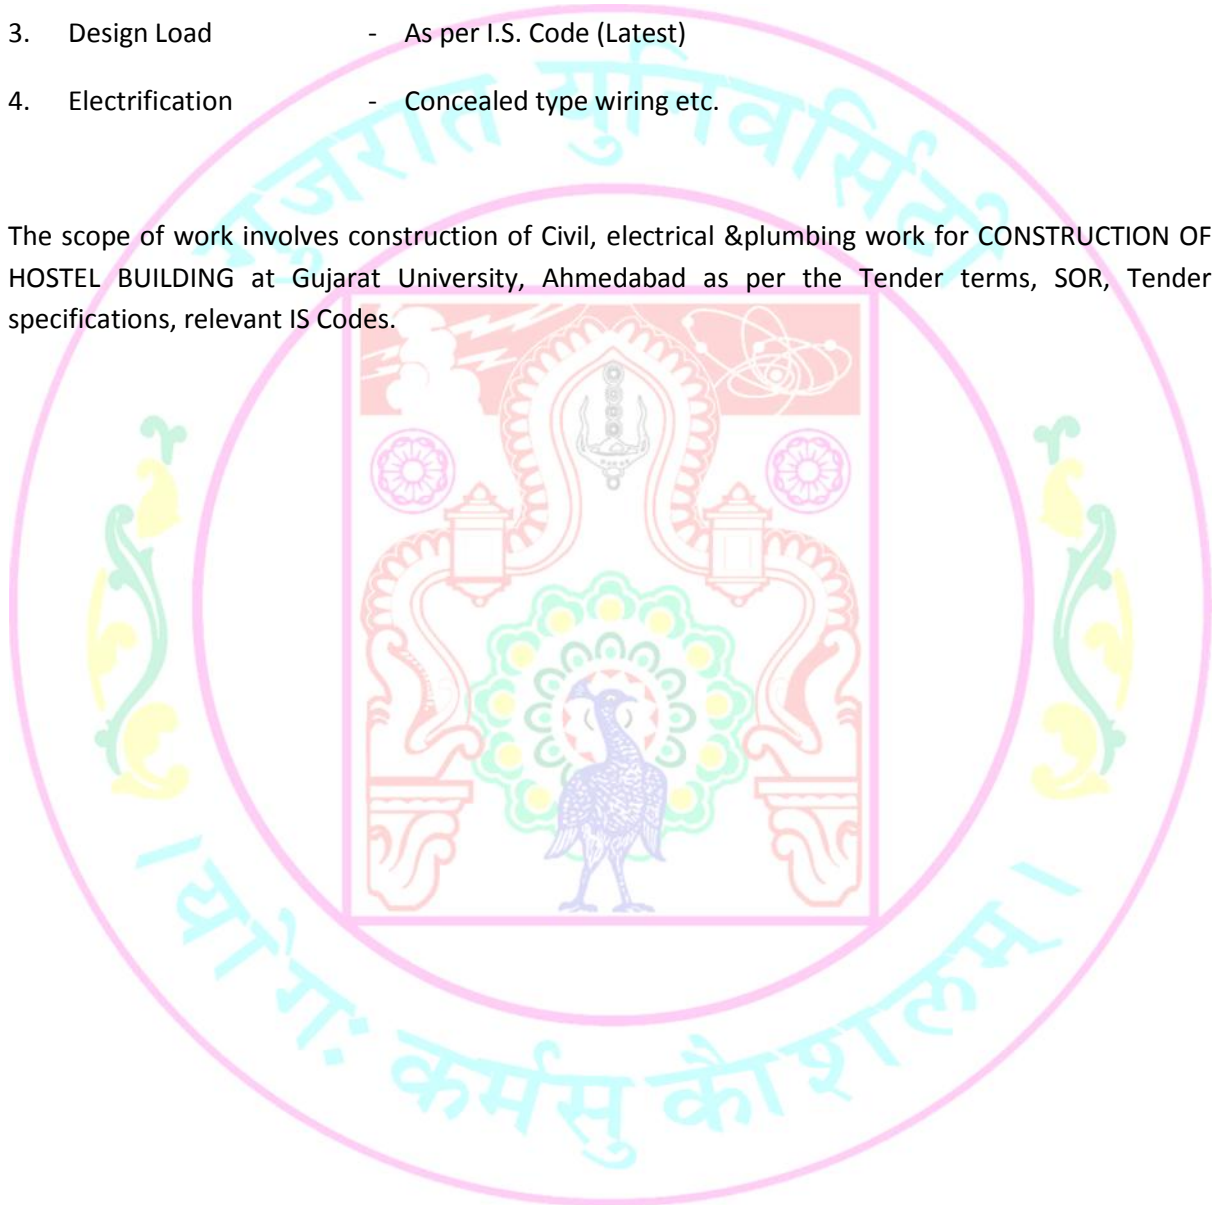 3. Design Load - As per I.S. Code (Latest)
4. Electrification - Concealed type wiring etc.
गुजरात युनिवर्सिटी
The scope of work involves construction of Civil, electrical &plumbing work for CONSTRUCTION OF
HOSTEL BUILDING at Gujarat University, Ahmedabad as per the Tender terms, SOR, Tender
specifications, relevant IS Codes.
। योगः कर्मसु कौशलम् ।